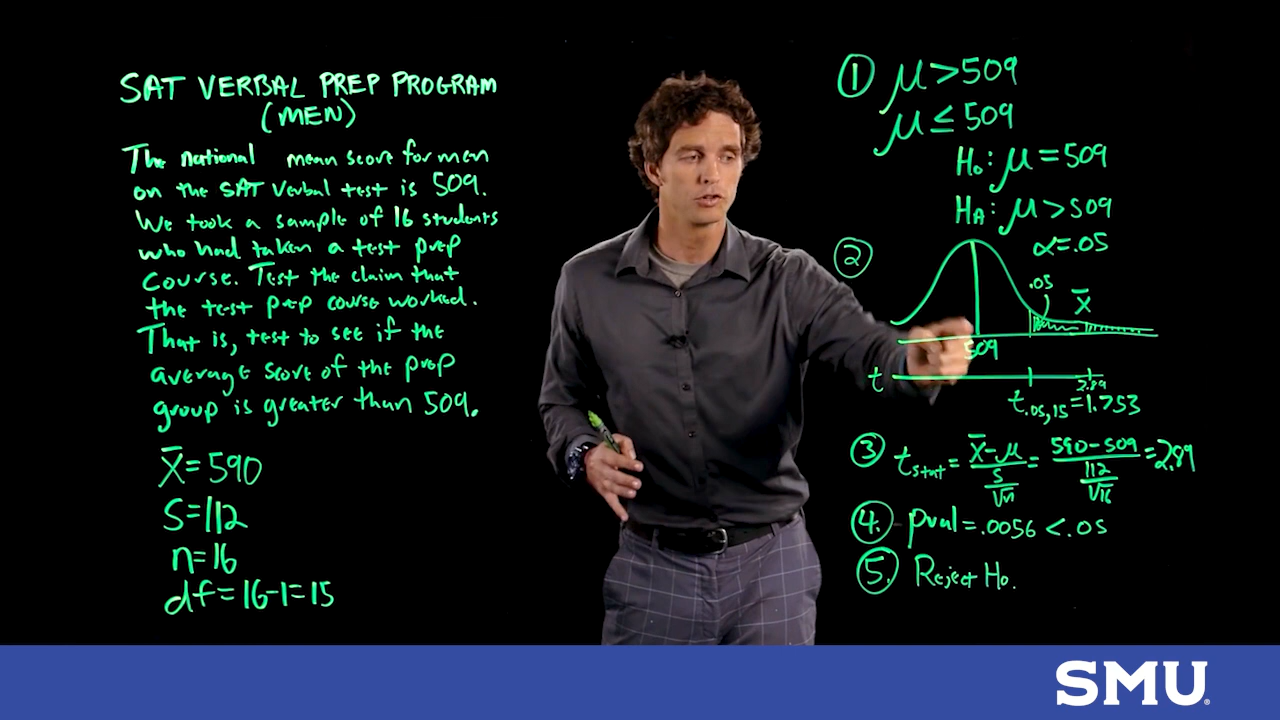 SAT VERBAL PREP PROGRAM
(MEN)
The national mean score for men
on the SAT Verbal test is 509.
We took a sample of 16 students
who had taken a test prep
course. Test the claim that
the test prep course worked.
That is, test to see if the
average score of the prep
group is greater than 509.
x̄=590
S=112
n=16
df=16-1=15
① μ>509
μ≤509
H₀: μ=509
H_A: μ>509
② α=.05
.05
x̄
509
t
2.89
t.05,15=1.753
③ t_stat = (x̄-μ)/(s/√n) = (590-509)/(112/√16) = 2.89
④. pval=.0056 <.05
⑤. Reject H₀.
SMU